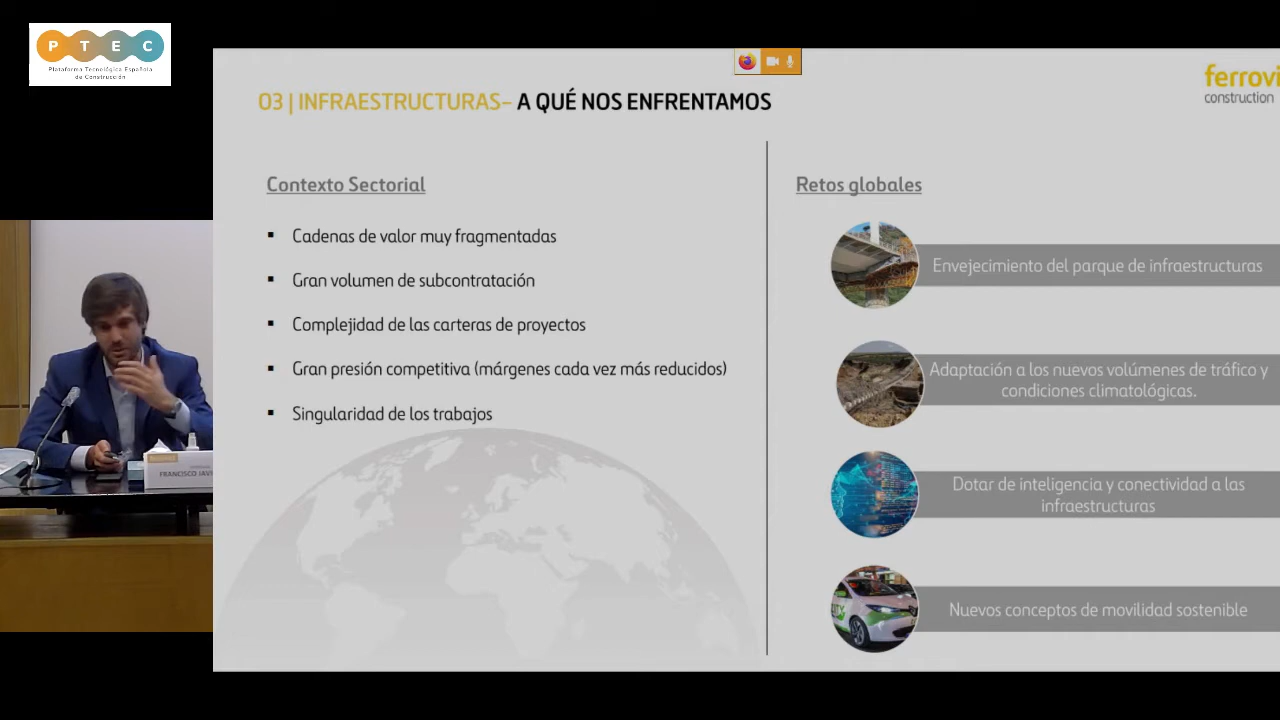 P T E C
Plataforma Tecnológica Española
de Construcción
ferrovi
construction
03 | INFRAESTRUCTURAS– A QUÉ NOS ENFRENTAMOS
Contexto Sectorial
▪ Cadenas de valor muy fragmentadas
▪ Gran volumen de subcontratación
▪ Complejidad de las carteras de proyectos
▪ Gran presión competitiva (márgenes cada vez más reducidos)
▪ Singularidad de los trabajos
Retos globales
Envejecimiento del parque de infraestructuras
Adaptación a los nuevos volúmenes de tráfico y
condiciones climatológicas.
Dotar de inteligencia y conectividad a las
infraestructuras
Nuevos conceptos de movilidad sostenible
FRANCISCO JAVI